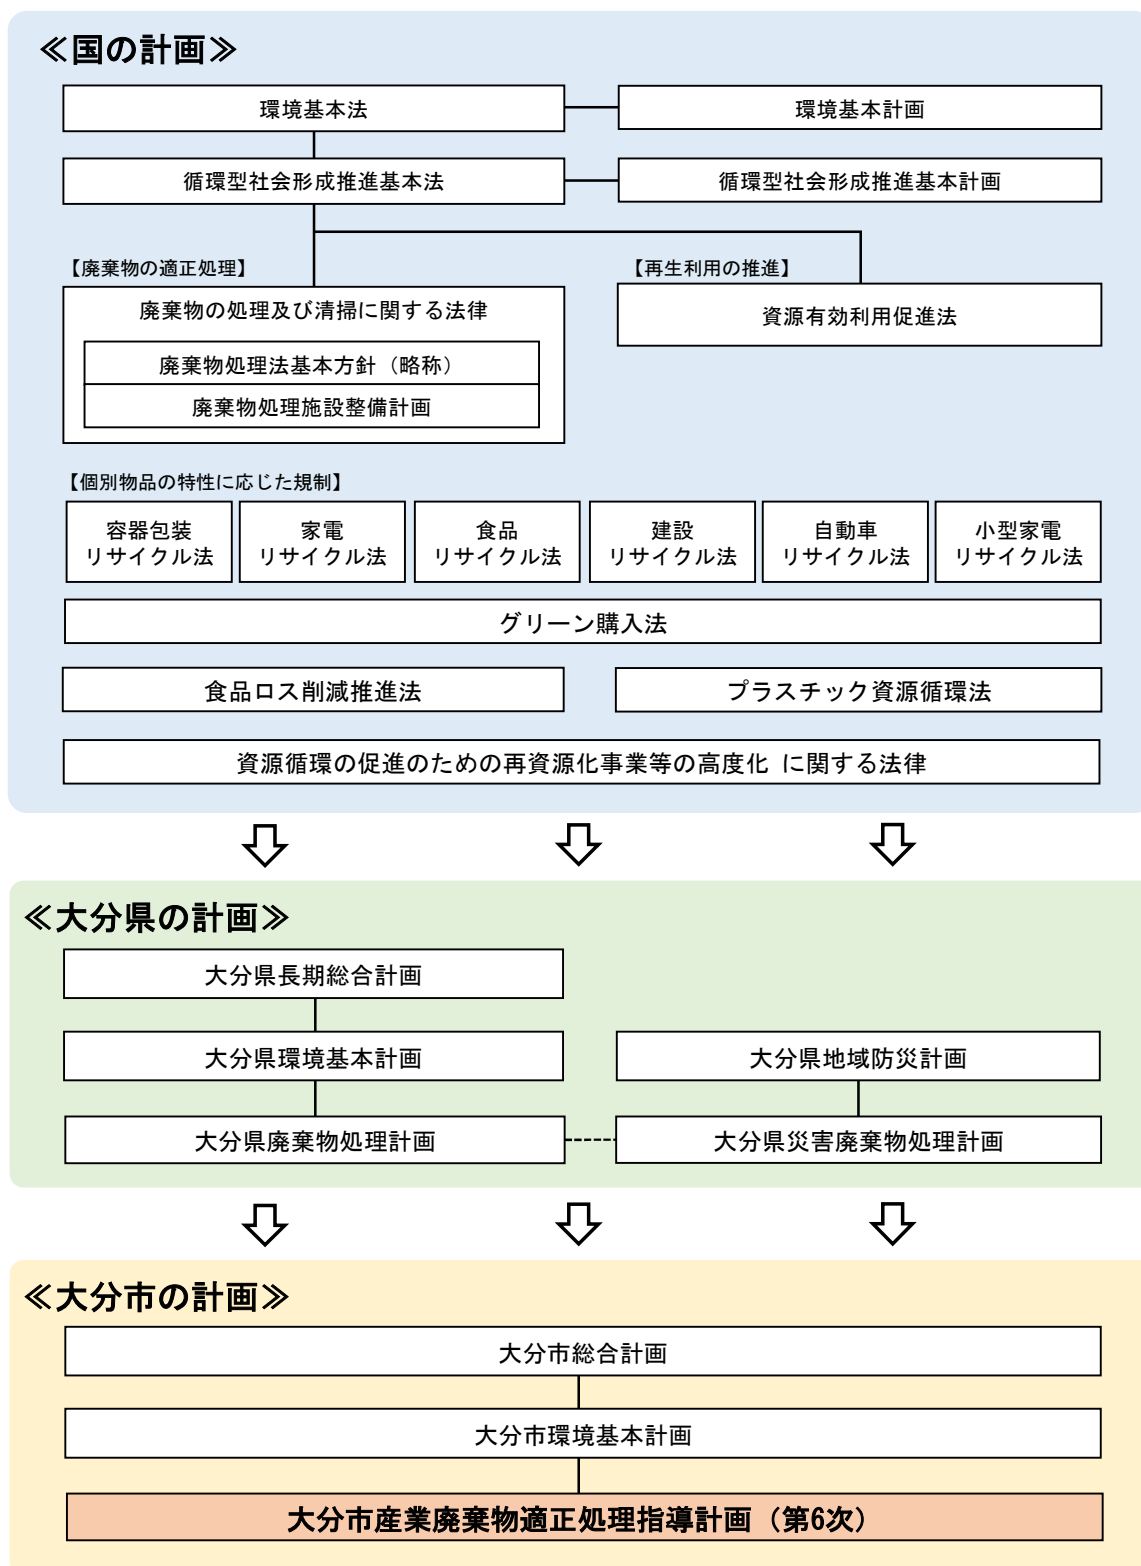 ≪国の計画≫
環境基本法
環境基本計画
循環型社会形成推進基本法
循環型社会形成推進基本計画
【廃棄物の適正処理】
【再生利用の推進】
廃棄物の処理及び清掃に関する法律
廃棄物処理法基本方針（略称）
廃棄物処理施設整備計画
資源有効利用促進法
【個別物品の特性に応じた規制】
容器包装
リサイクル法
家電
リサイクル法
食品
リサイクル法
建設
リサイクル法
自動車
リサイクル法
小型家電
リサイクル法
グリーン購入法
食品ロス削減推進法
プラスチック資源循環法
資源循環の促進のための再資源化事業等の高度化 に関する法律
≪大分県の計画≫
大分県長期総合計画
大分県環境基本計画
大分県地域防災計画
大分県廃棄物処理計画
大分県災害廃棄物処理計画
≪大分市の計画≫
大分市総合計画
大分市環境基本計画
大分市産業廃棄物適正処理指導計画（第6次）